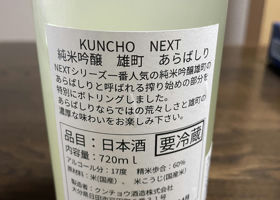 KUNCHO NEXT
純米吟醸 雄町 あらばしり
NEXTシリーズ一番人気の純米吟醸雄町の
あらばしりと呼ばれる搾り始めの部分を
特別にボトリングしました。
あらばしりならではの荒々しさと雄町の
濃厚な味わいをお楽しみ下さい。
品目:日本酒 要冷蔵
内容量:720mL
アルコール分:17度 精米歩合:60%
原材料:米(国産)、米こうじ(国産米)
製造者:クンチョウ酒造株式会社
大分県日田市